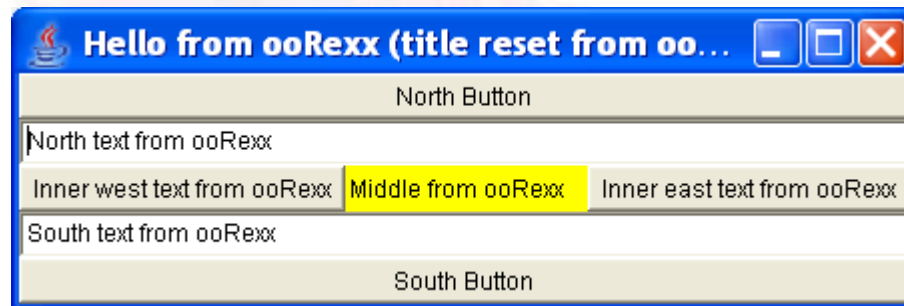 Hello from ooRexx (title reset from oo...
North Button
North text from ooRexx
Inner west text from ooRexx Middle from ooRexx Inner east text from ooRexx
South text from ooRexx
South Button